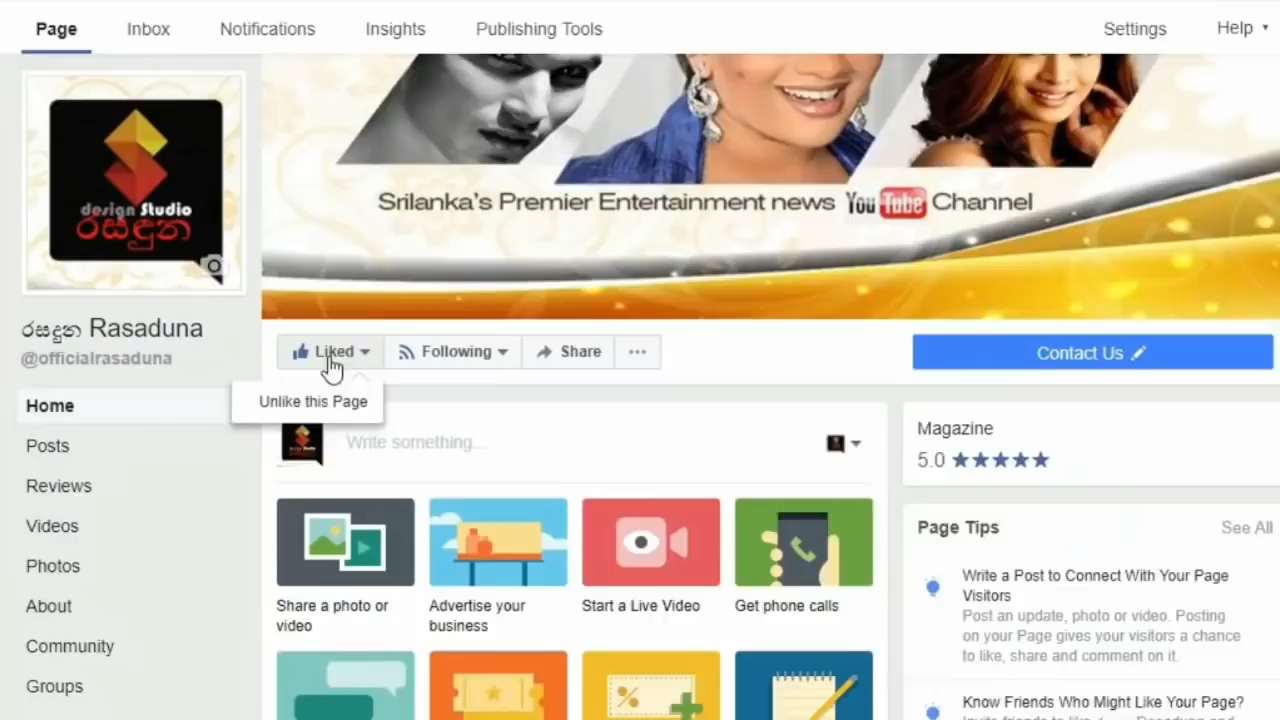 Page
Inbox
Notifications
Insights
Publishing Tools
Settings
Help
design Studio
රසදුන
Srilanka's Premier Entertainment news YouTube Channel
රසදුන Rasaduna
@officialrasaduna
Liked
Following
Share
Contact Us
Unlike this Page
Home
Posts
Reviews
Videos
Photos
About
Community
Groups
Write something...
Share a photo or
video
Advertise your
business
Start a Live Video
Get phone calls
Magazine
5.0
Page Tips
See All
Write a Post to Connect With Your Page
Visitors
Post an update, photo or video. Posting
on your Page gives your visitors a chance
to like, share and comment on it.
Know Friends Who Might Like Your Page?